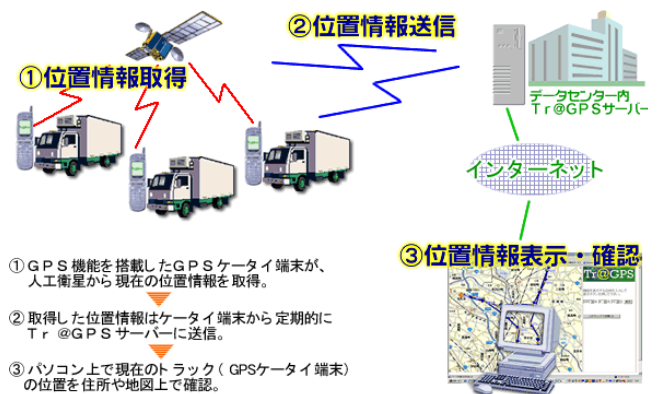 ②位置情報送信
①位置情報取得
データセンター内
Tr@GPSサーバー
インターネット
③位置情報表示・確認
Tr@GPS
①GPS機能を搭載したGPSケータイ端末が、
人工衛星から現在の位置情報を取得。
②取得した位置情報はケータイ端末から定期的に
Tr@GPSサーバーに送信。
③パソコン上で現在のトラック(GPSケータイ端末)
の位置を住所や地図上で確認。